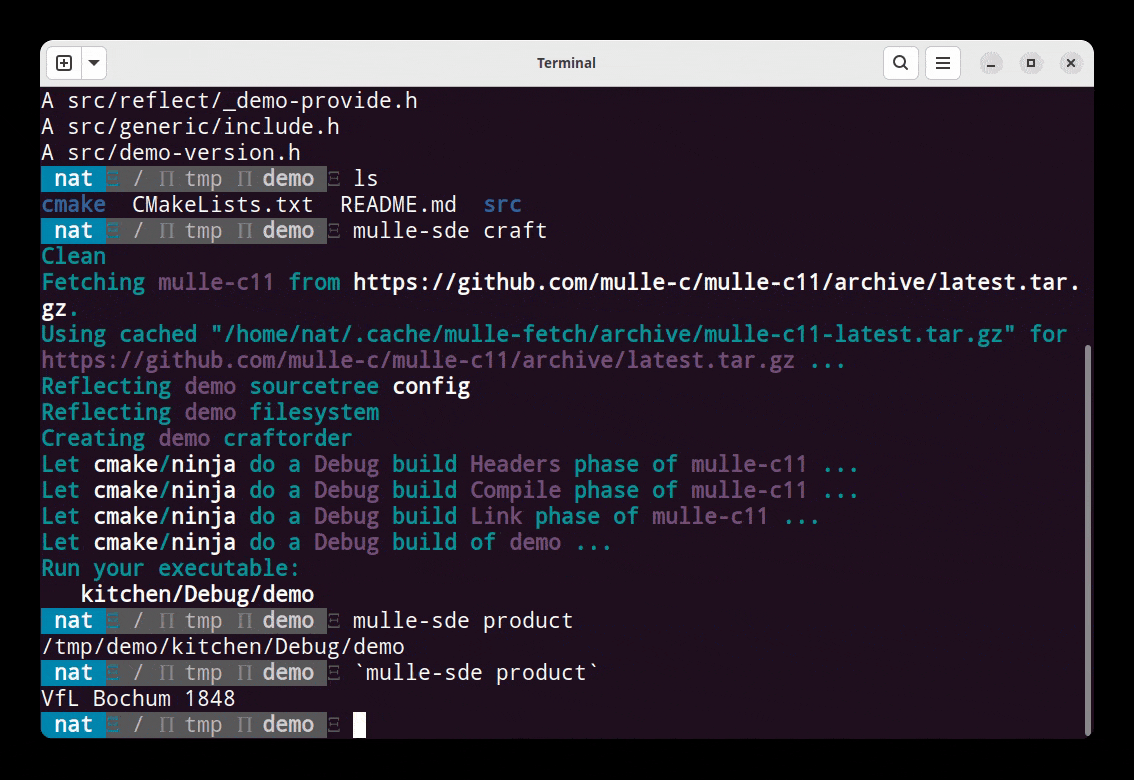 Terminal
A src/reflect/_demo-provide.h
A src/generic/include.h
A src/demo-version.h
nat / tmp demo ls
cmake CMakeLists.txt README.md src
nat / tmp demo mulle-sde craft
Clean
Fetching mulle-c11 from https://github.com/mulle-c/mulle-c11/archive/latest.tar.
gz.
Using cached "/home/nat/.cache/mulle-fetch/archive/mulle-c11-latest.tar.gz" for
https://github.com/mulle-c/mulle-c11/archive/latest.tar.gz ...
Reflecting demo sourcetree config
Reflecting demo filesystem
Creating demo craftorder
Let cmake/ninja do a Debug build Headers phase of mulle-c11 ...
Let cmake/ninja do a Debug build Compile phase of mulle-c11 ...
Let cmake/ninja do a Debug build Link phase of mulle-c11 ...
Let cmake/ninja do a Debug build of demo ...
Run your executable:
kitchen/Debug/demo
nat / tmp demo mulle-sde product
/tmp/demo/kitchen/Debug/demo
nat / tmp demo `mulle-sde product`
VfL Bochum 1848
nat / tmp demo